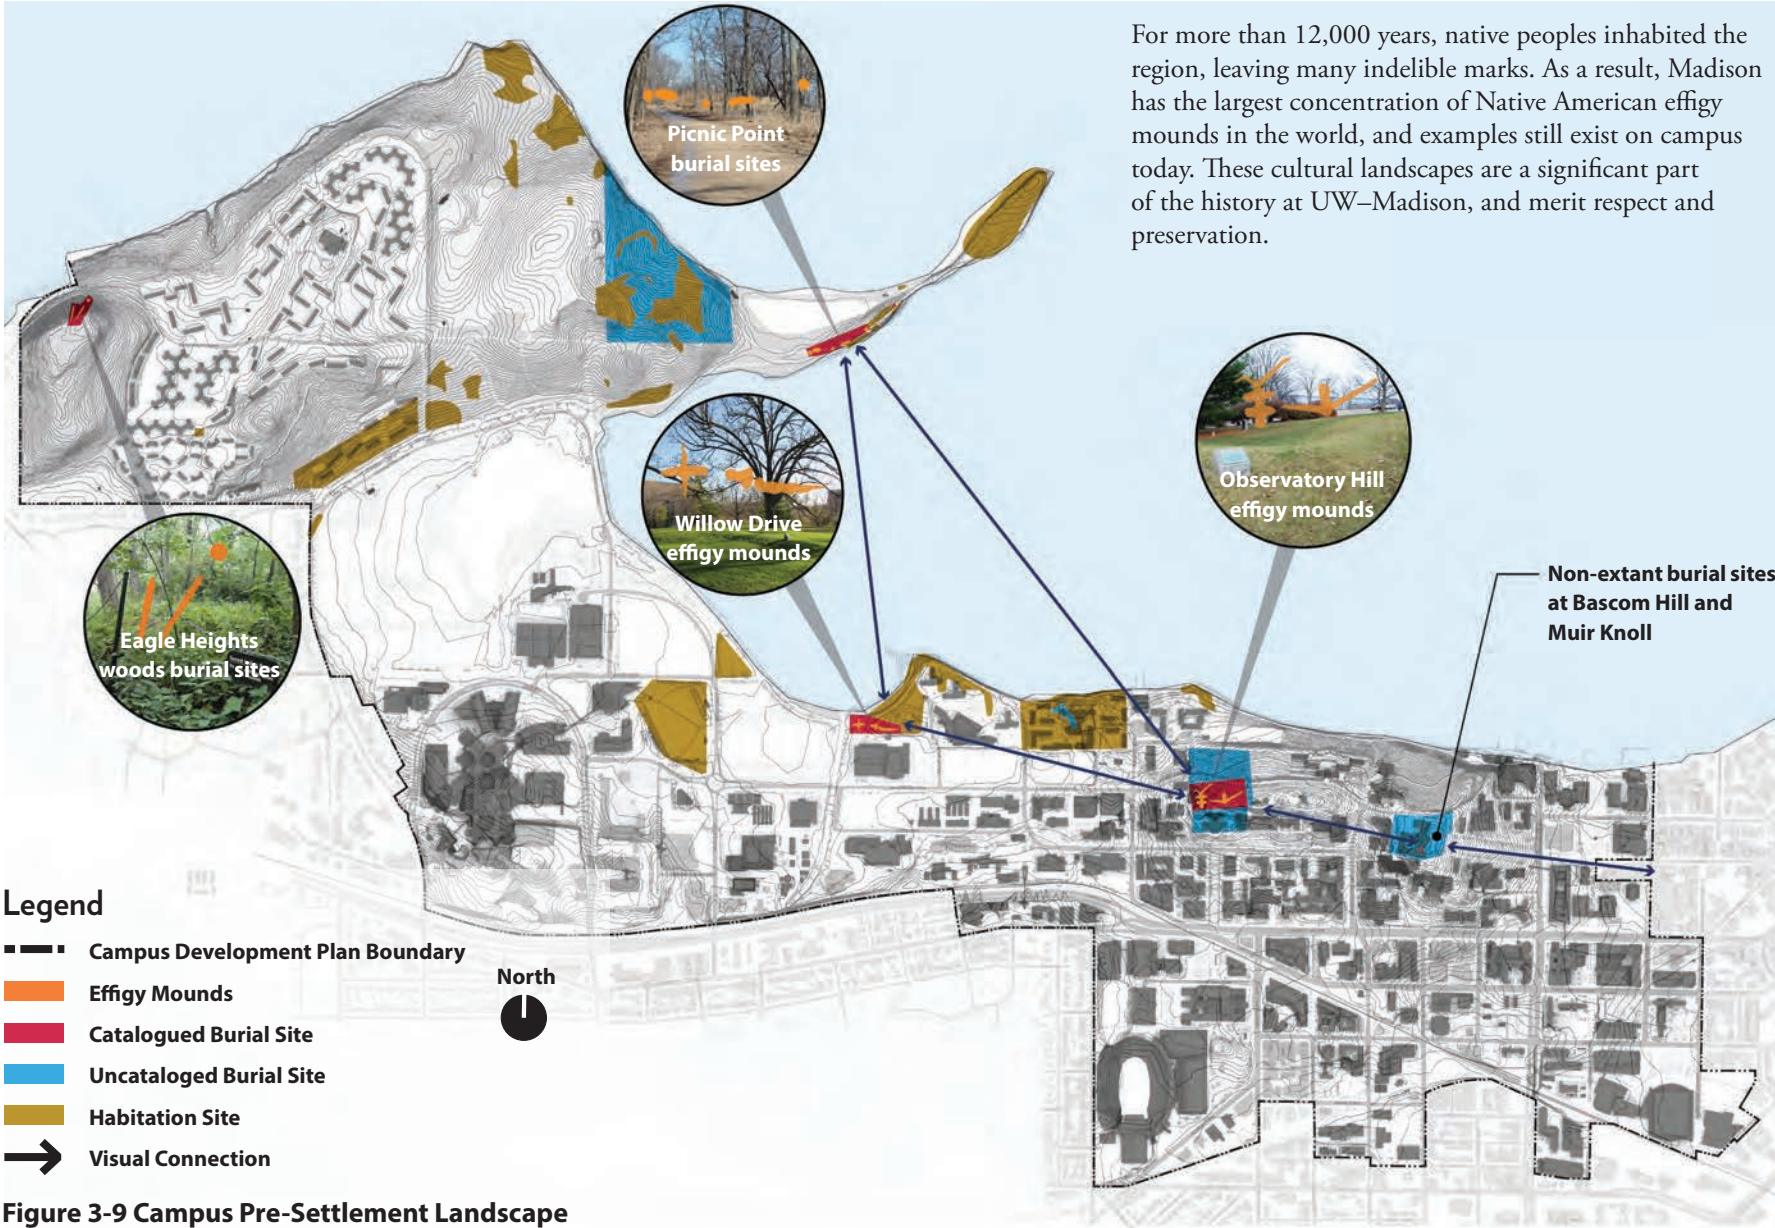 For more than 12,000 years, native peoples inhabited the
region, leaving many indelible marks. As a result, Madison
has the largest concentration of Native American effigy
mounds in the world, and examples still exist on campus
today. These cultural landscapes are a significant part
of the history at UW–Madison, and merit respect and
preservation.
Picnic Point
burial sites
Willow Drive
effigy mounds
Observatory Hill
effigy mounds
Non-extant burial sites
at Bascom Hill and
Muir Knoll
Eagle Heights
woods burial sites
Legend
Campus Development Plan Boundary
Effigy Mounds
Catalogued Burial Site
Uncataloged Burial Site
Habitation Site
Visual Connection
North
Figure 3-9 Campus Pre-Settlement Landscape